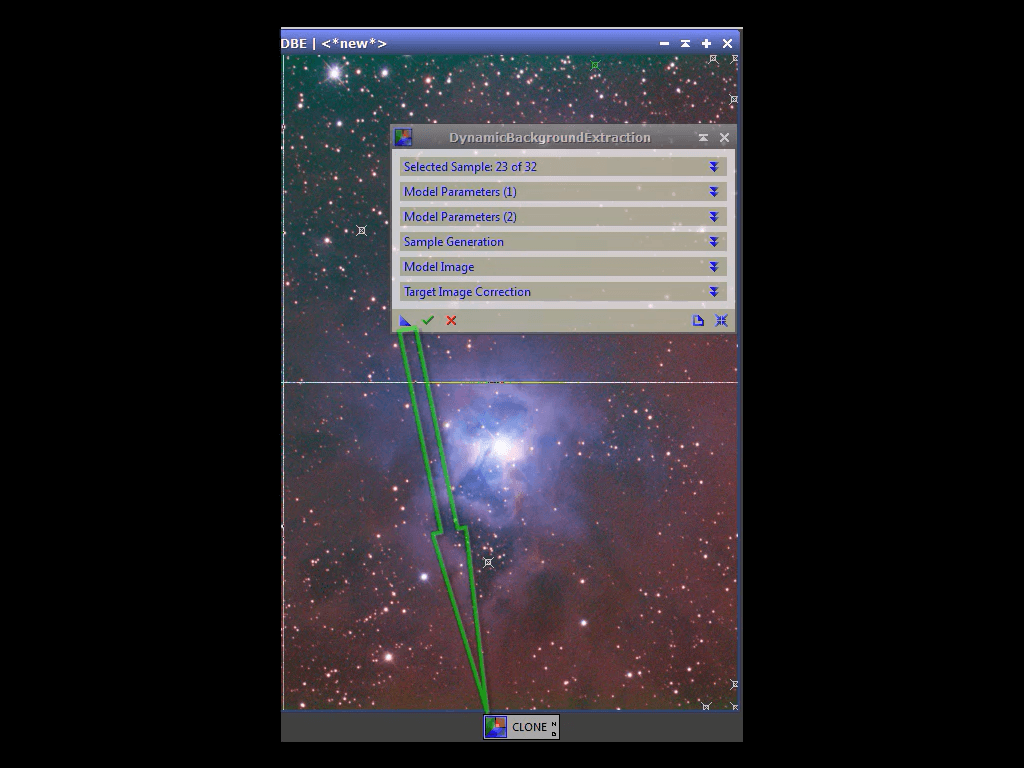 DBE | <*new*>
DynamicBackgroundExtraction
Selected Sample: 23 of 32
Model Parameters (1)
Model Parameters (2)
Sample Generation
Model Image
Target Image Correction
CLONE N D